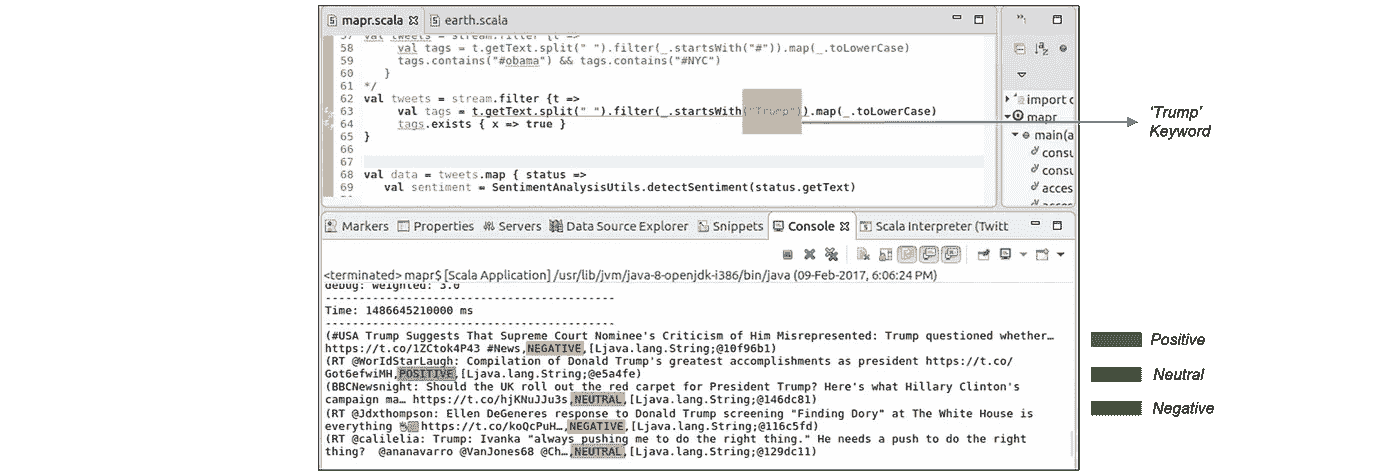 mapr.scala earth.scala
57 val tweets = stream.filter {t =>
58 val tags = t.getText.split(" ").filter(_.startsWith("#")).map(_.toLowerCase)
59 tags.contains("#obama") && tags.contains("#NYC")
60 }
61 */
62 val tweets = stream.filter {t =>
63 val tags = t.getText.split(" ").filter(_.startsWith("Trump")).map(_.toLowerCase)
64 tags.exists { x => true }
65 }
66
67
68 val data = tweets.map { status =>
69 val sentiment = SentimentAnalysisUtils.detectSentiment(status.getText)
import c
mapr
main(a
consu
consu
acces
acces
'Trump'
Keyword
Markers Properties Servers Data Source Explorer Snippets Console Scala Interpreter (Twitt
<terminated> mapr$ [Scala Application] /usr/lib/jvm/java-8-openjdk-i386/bin/java (09-Feb-2017, 6:06:24 PM)
debug: weighted: 3.0
-------------------------------------------
Time: 1486645210000 ms
-------------------------------------------
(#USA Trump Suggests That Supreme Court Nominee's Criticism of Him Misrepresented: Trump questioned whether…
https://t.co/1ZCtok4P43 #News,NEGATIVE,[Ljava.lang.String;@10f96b1)
(RT @WorldStarLaugh: Compilation of Donald Trump's greatest accomplishments as president https://t.co/
Got6efwiMH,POSITIVE,[Ljava.lang.String;@e5a4fe)
(BBCNewsnight: Should the UK roll out the red carpet for President Trump? Here's what Hillary Clinton's
campaign ma… https://t.co/hjKNuJJu3s,NEUTRAL,[Ljava.lang.String;@146dc81)
(RT @Jdxthompson: Ellen DeGeneres response to Donald Trump screening "Finding Dory" at The White House is
everything https://t.co/koQcPuH…,NEGATIVE,[Ljava.lang.String;@116c5fd)
(RT @calilelia: Trump: Ivanka "always pushing me to do the right thing." He needs a push to do the right
thing? @ananavarro @VanJones68 @Ch…,NEUTRAL,[Ljava.lang.String;@129dc11)
Positive
Neutral
Negative